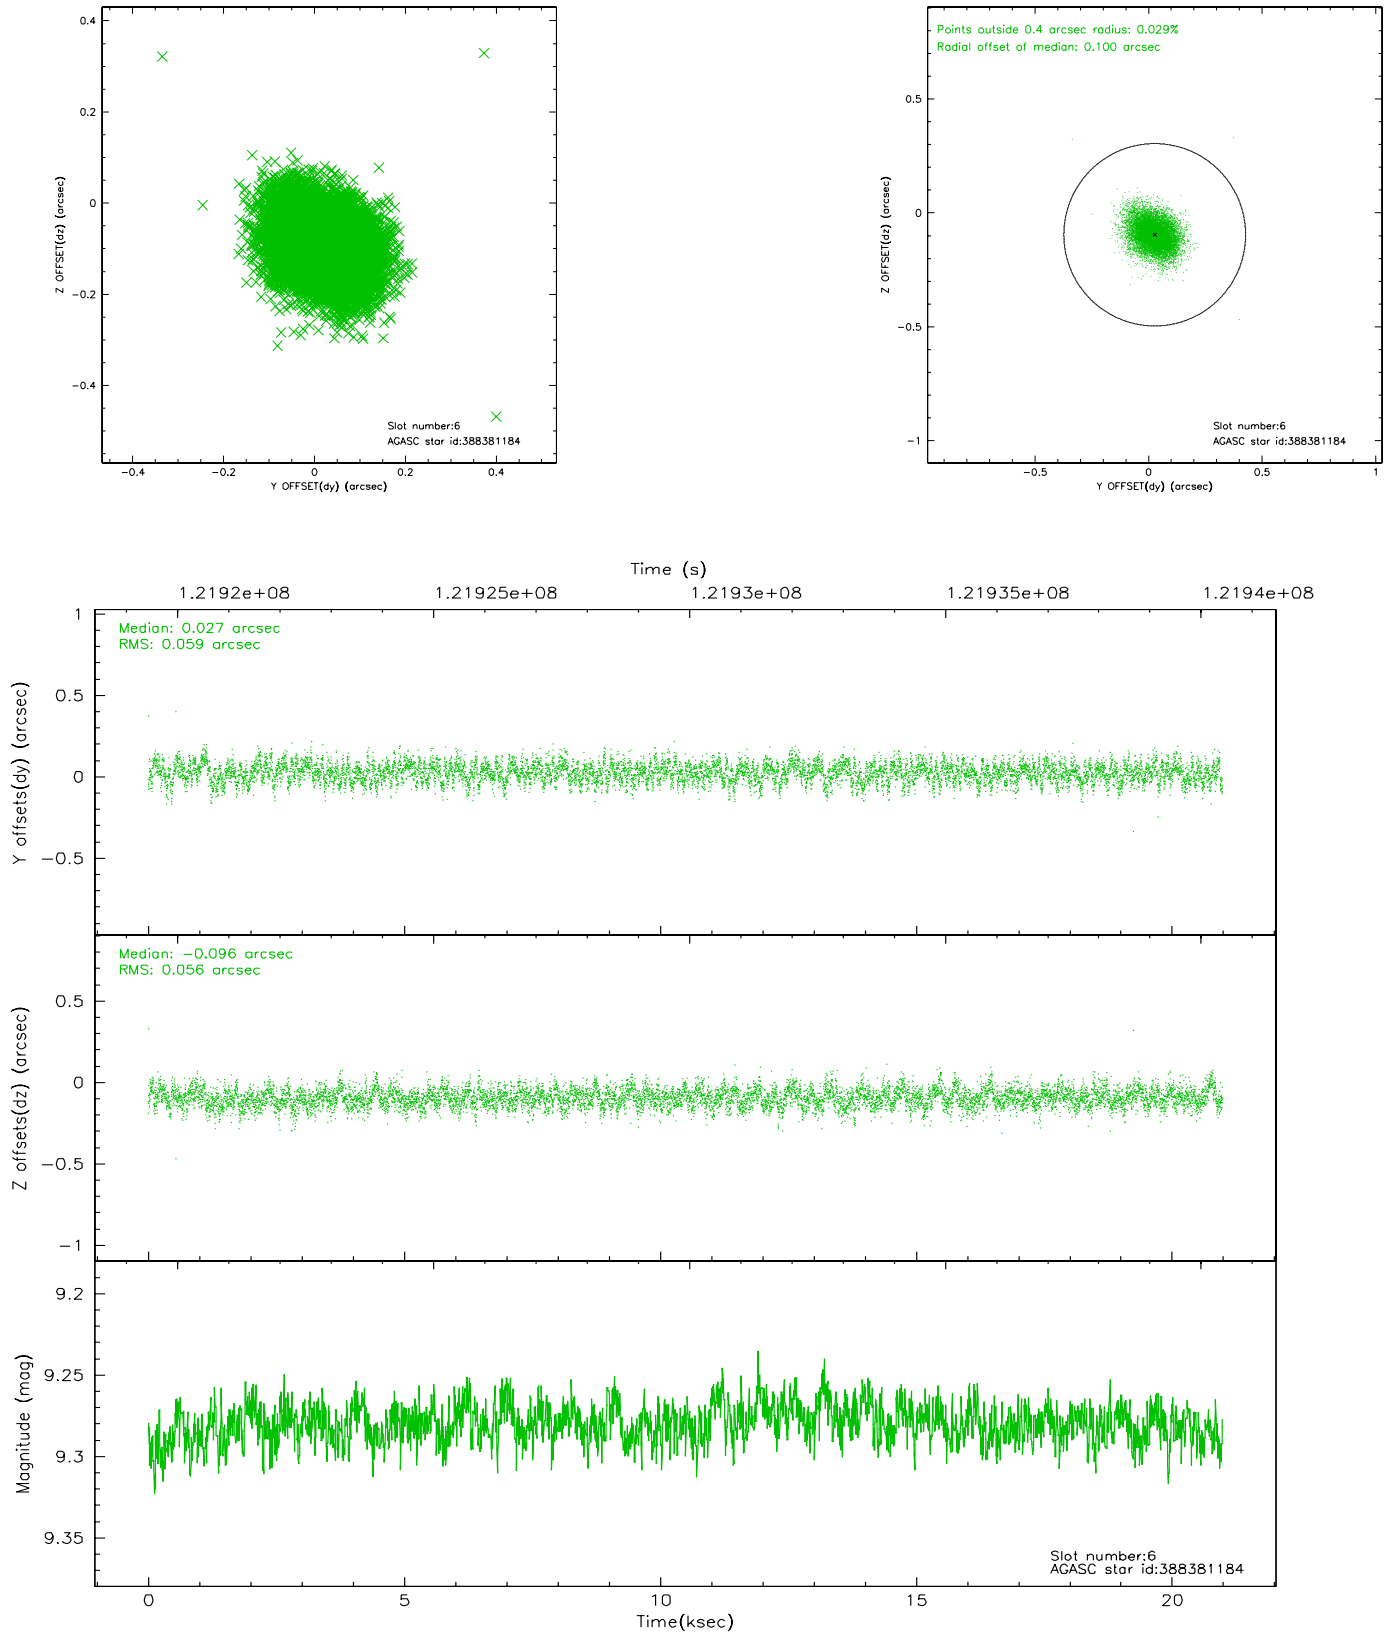 0.4
0.2
0
−0.2
−0.4
Z OFFSET(dz) (arcsec)
Slot number:6
AGASC star id:388381184
−0.4 −0.2 0 0.2 0.4
Y OFFSET(dy) (arcsec)
Points outside 0.4 arcsec radius: 0.029%
Radial offset of median: 0.100 arcsec
0.5
0
−0.5
−1
Z OFFSET(dz) (arcsec)
Slot number:6
AGASC star id:388381184
−0.5 0 0.5 1
Y OFFSET(dy) (arcsec)
Time (s)
1.2192e+08 1.21925e+08 1.2193e+08 1.21935e+08 1.2194e+08
Median: 0.027 arcsec
RMS: 0.059 arcsec
1
0.5
0
−0.5
Y offsets(dy) (arcsec)
Median: −0.096 arcsec
RMS: 0.056 arcsec
0.5
0
−0.5
−1
Z offsets(dz) (arcsec)
9.2
9.25
9.3
9.35
Magnitude (mag)
Slot number:6
AGASC star id:388381184
0 5 10 15 20
Time(ksec)